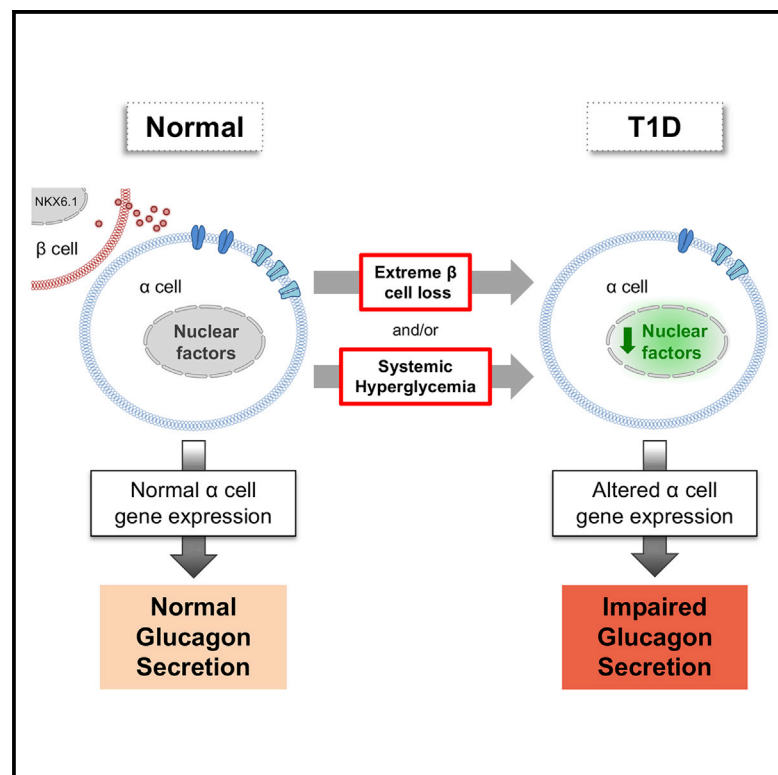 Normal
T1D
NKX6.1
β cell
α cell
Nuclear
factors
Extreme β
cell loss
and/or
Systemic
Hyperglycemia
α cell
Nuclear
factors
Normal α cell
gene expression
Altered α cell
gene expression
Normal
Glucagon
Secretion
Impaired
Glucagon
Secretion